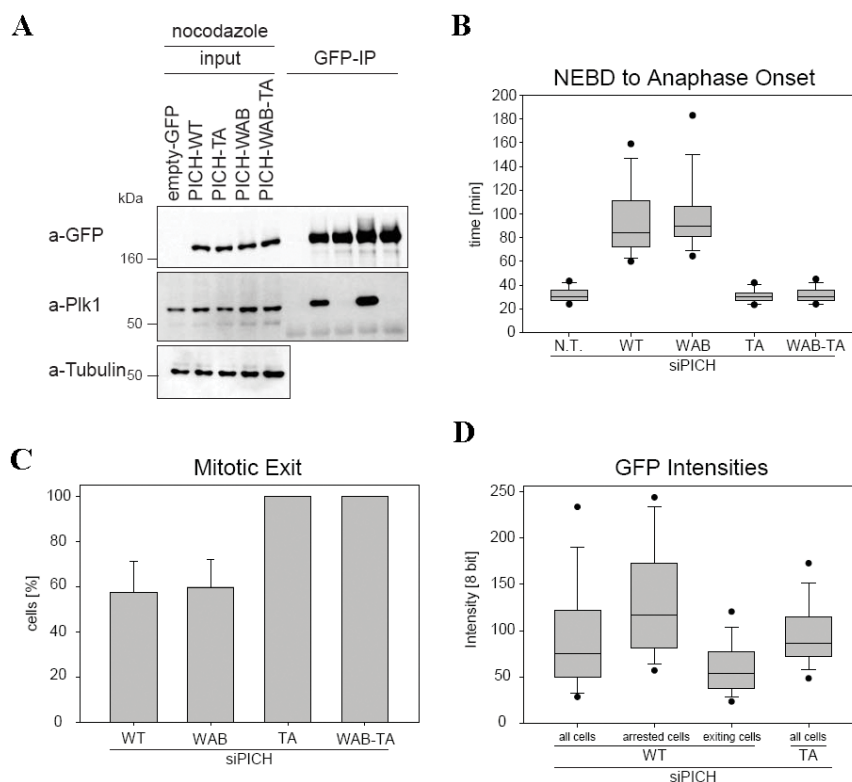 A
nocodazole
input
GFP-IP
empty-GFP
PICH-WT
PICH-TA
PICH-WAB
PICH-WAB-TA
kDa
a-GFP
160
a-Plk1
50
a-Tubulin
50
B
NEBD to Anaphase Onset
200
180
160
140
120
100
80
60
40
20
0
time [min]
N.T. WT WAB TA WAB-TA
siPICH
C
Mitotic Exit
100
80
60
40
20
0
cells [%]
WT WAB TA WAB-TA
siPICH
D
GFP Intensities
250
200
150
100
50
0
Intensity [8 bit]
all cells arrested cells exiting cells all cells
WT TA
siPICH